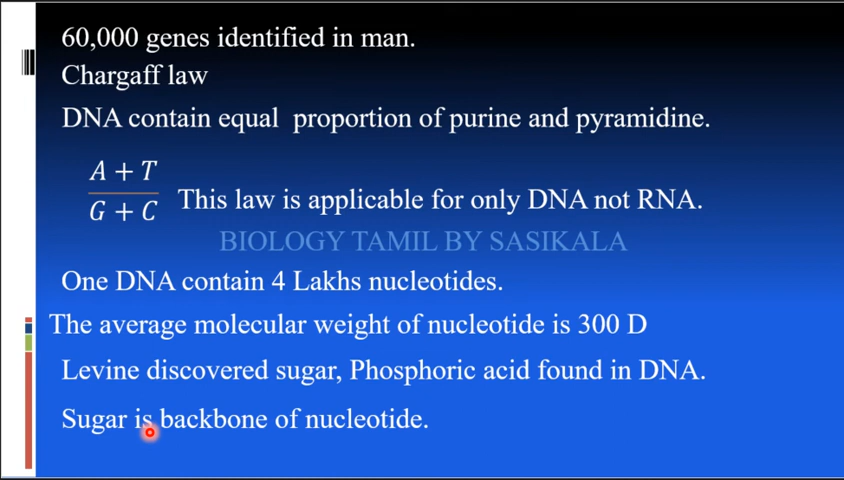 60,000 genes identified in man.
Chargaff law
DNA contain equal proportion of purine and pyramidine.
A + T
G + C This law is applicable for only DNA not RNA.
BIOLOGY TAMIL BY SASIKALA
One DNA contain 4 Lakhs nucleotides.
The average molecular weight of nucleotide is 300 D
Levine discovered sugar, Phosphoric acid found in DNA.
Sugar is backbone of nucleotide.